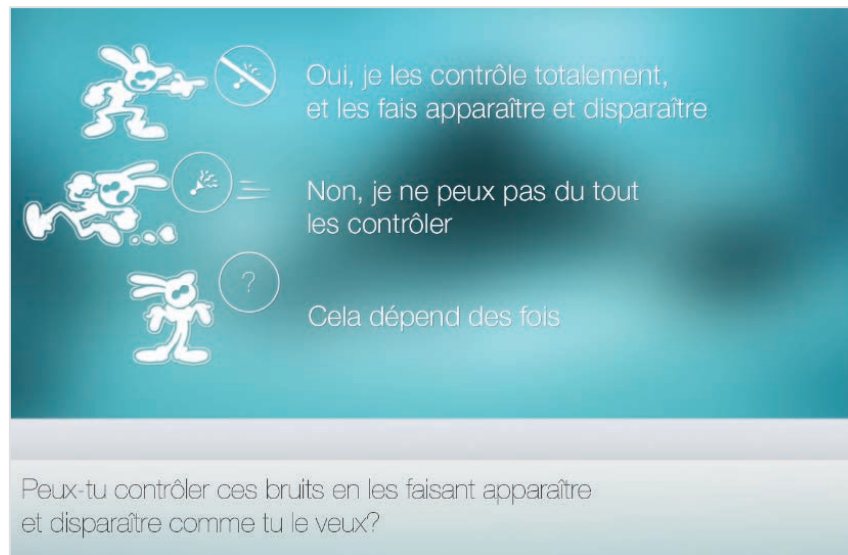 Oui, je les contrôle totalement,
et les fais apparaître et disparaître
Non, je ne peux pas du tout
les contrôler
?
Cela dépend des fois
Peux-tu contrôler ces bruits en les faisant apparaître
et disparaître comme tu le veux?